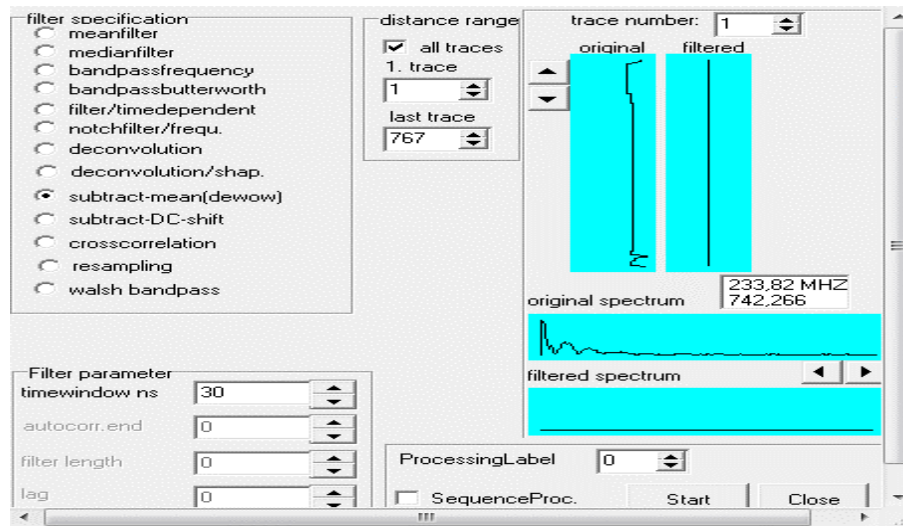 filter specification
meanfilter
medianfilter
bandpassfrequency
bandpassbutterworth
filter/timedependent
notchfilter/frequ.
deconvolution
deconvolution/shap.
subtract-mean(dewow)
subtract-DC-shift
crosscorrelation
resampling
walsh bandpass
distance range
all traces
1. trace
1
last trace
767
trace number: 1
original filtered
233,82 MHZ
original spectrum 742,266
filtered spectrum
Filter parameter
timewindow ns 30
autocorr.end 0
filter length 0
lag 0
ProcessingLabel 0
SequenceProc. Start Close